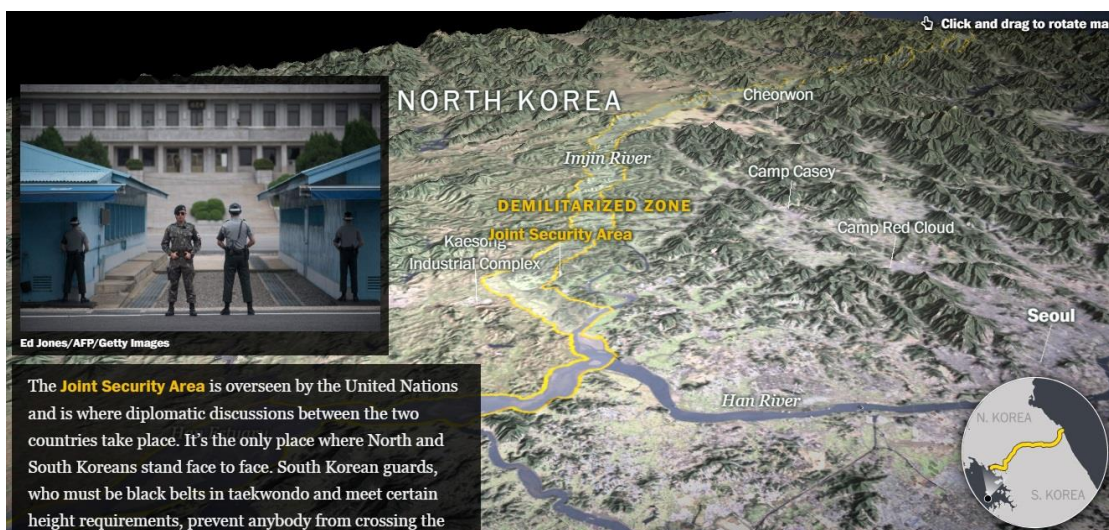 Click and drag to rotate ma
NORTH KOREA
Cheorwon
Imjin River
Camp Casey
DEMILITARIZED ZONE
Joint Security Area
Camp Red Cloud
Kaesong
Industrial Complex
Seoul
Ed Jones/AFP/Getty Images
The Joint Security Area is overseen by the United Nations
and is where diplomatic discussions between the two
countries take place. It’s the only place where North and
South Koreans stand face to face. South Korean guards,
who must be black belts in taekwondo and meet certain
height requirements, prevent anybody from crossing the
Han River
Han Estuary
N. KOREA
S. KOREA